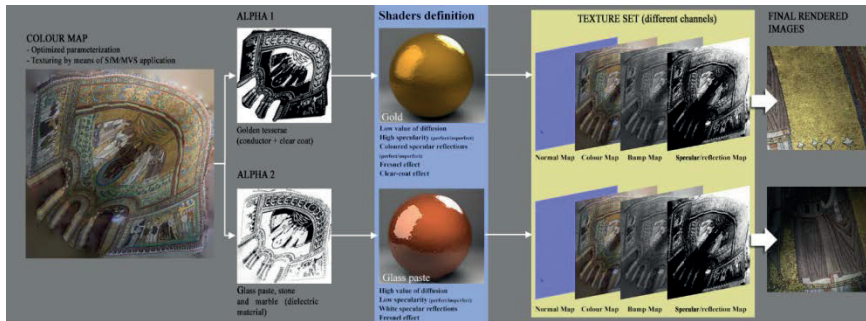 COLOUR MAP
- Optimized parameterization
- Texturing by means of SfM/MVS application
ALPHA 1
Golden tesserae
(conductor + clear coat)
ALPHA 2
Glass paste, stone
and marble (dielectric
material)
Shaders definition
Gold
Low value of diffusion
High specularity (perfect/imperfect)
Coloured specular reflections
(perfect/imperfect)
Fresnel effect
Clear-coat effect
Glass paste
High value of diffusion
Low specularity (perfect/imperfect)
White specular reflections
Fresnel effect
TEXTURE SET (different channels)
Normal Map
Colour Map
Bump Map
Specular/reflection Map
Normal Map
Colour Map
Bump Map
Specular/reflection Map
FINAL RENDERED
IMAGES